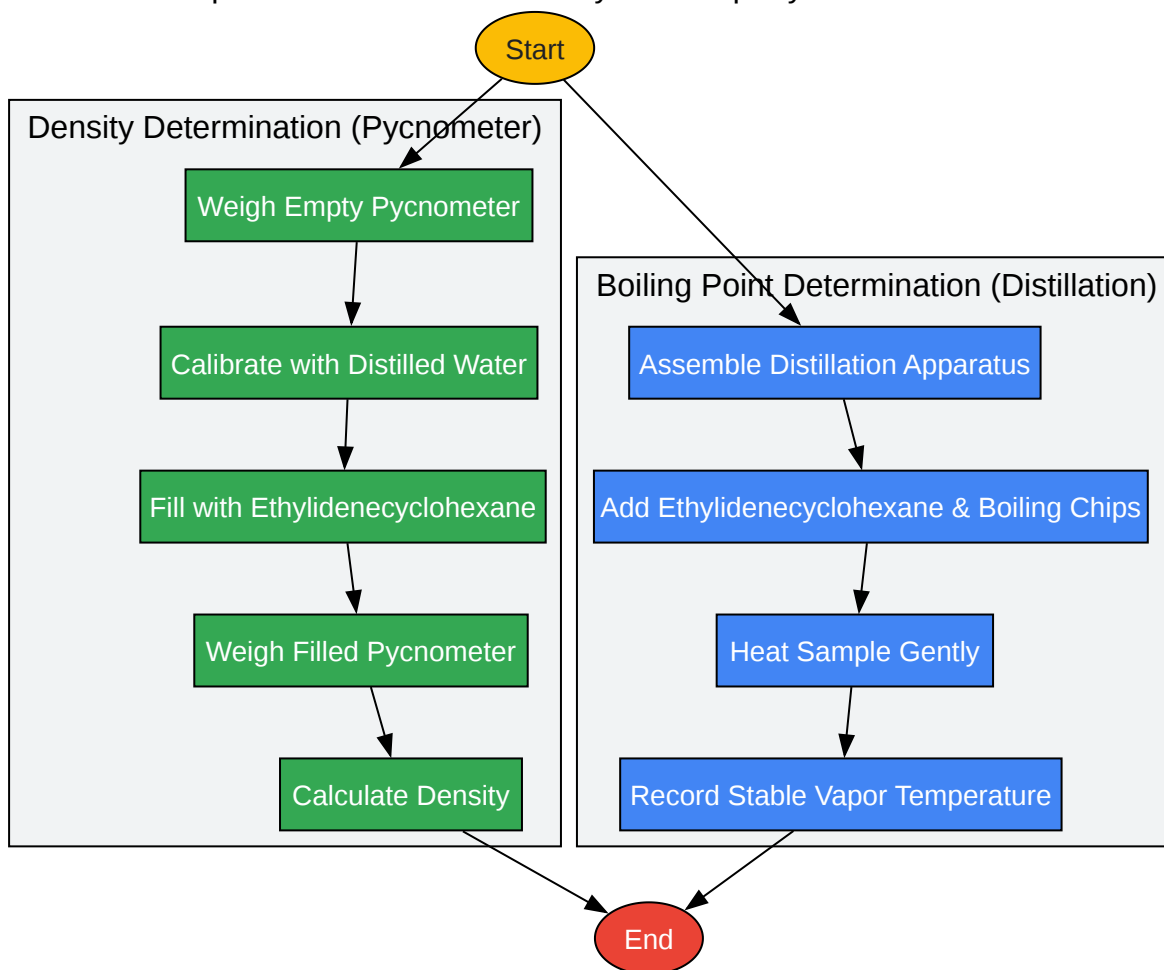 Start
Density Determination (Pycnometer)
Weigh Empty Pycnometer
Calibrate with Distilled Water
Fill with Ethylidenecyclohexane
Weigh Filled Pycnometer
Calculate Density
Boiling Point Determination (Distillation)
Assemble Distillation Apparatus
Add Ethylidenecyclohexane & Boiling Chips
Heat Sample Gently
Record Stable Vapor Temperature
End